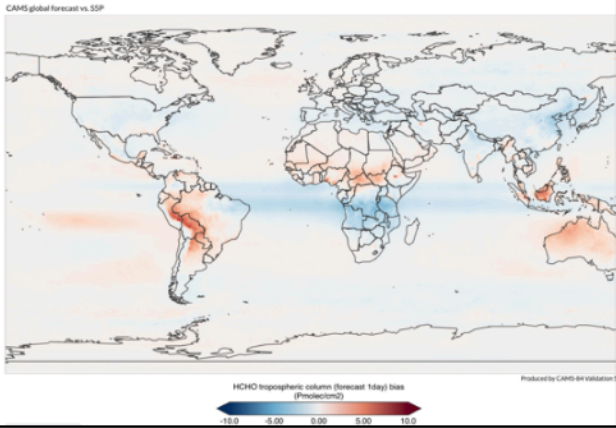 CAMS global forecast vs. S5P
Produced by CAMS-84 Validation
HCHO tropospheric column (forecast 1day) bias
(Pmolec/cm2)
-10.0 -5.00 0.00 5.00 10.0